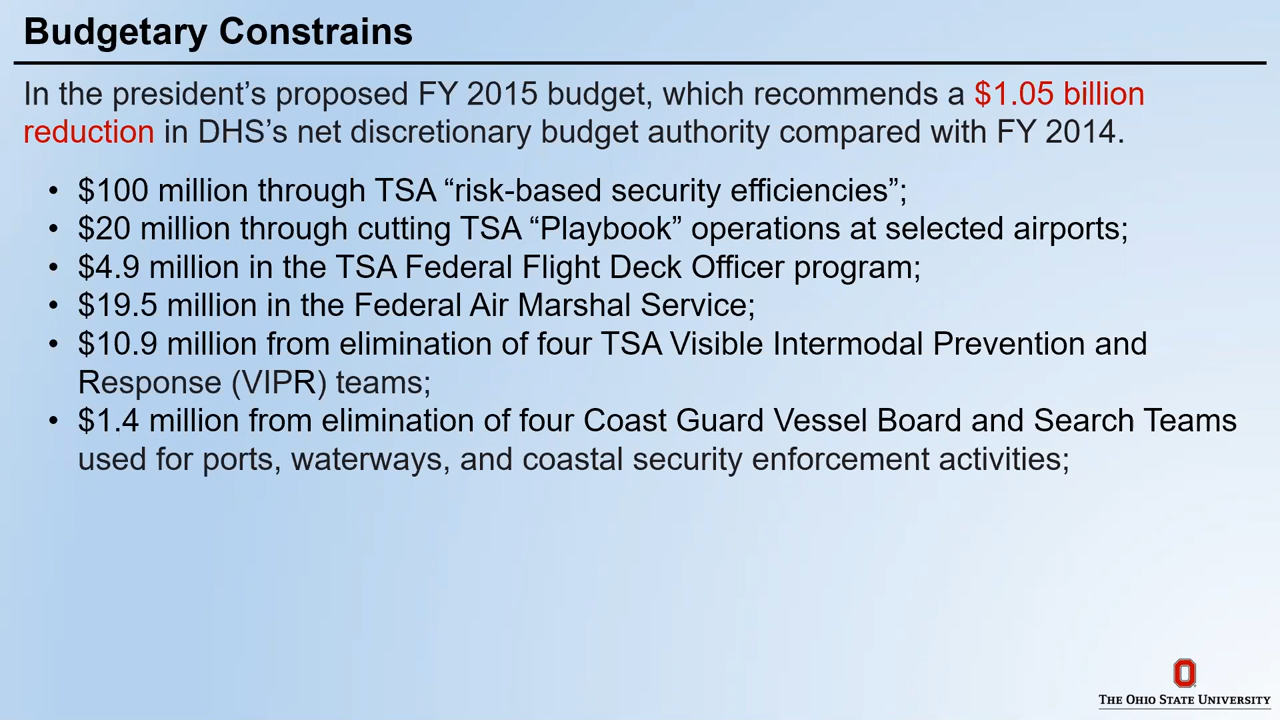 Budgetary Constrains
In the president’s proposed FY 2015 budget, which recommends a $1.05 billion
reduction in DHS’s net discretionary budget authority compared with FY 2014.
• $100 million through TSA “risk-based security efficiencies”;
• $20 million through cutting TSA “Playbook” operations at selected airports;
• $4.9 million in the TSA Federal Flight Deck Officer program;
• $19.5 million in the Federal Air Marshal Service;
• $10.9 million from elimination of four TSA Visible Intermodal Prevention and
Response (VIPR) teams;
• $1.4 million from elimination of four Coast Guard Vessel Board and Search Teams
used for ports, waterways, and coastal security enforcement activities;
THE OHIO STATE UNIVERSITY